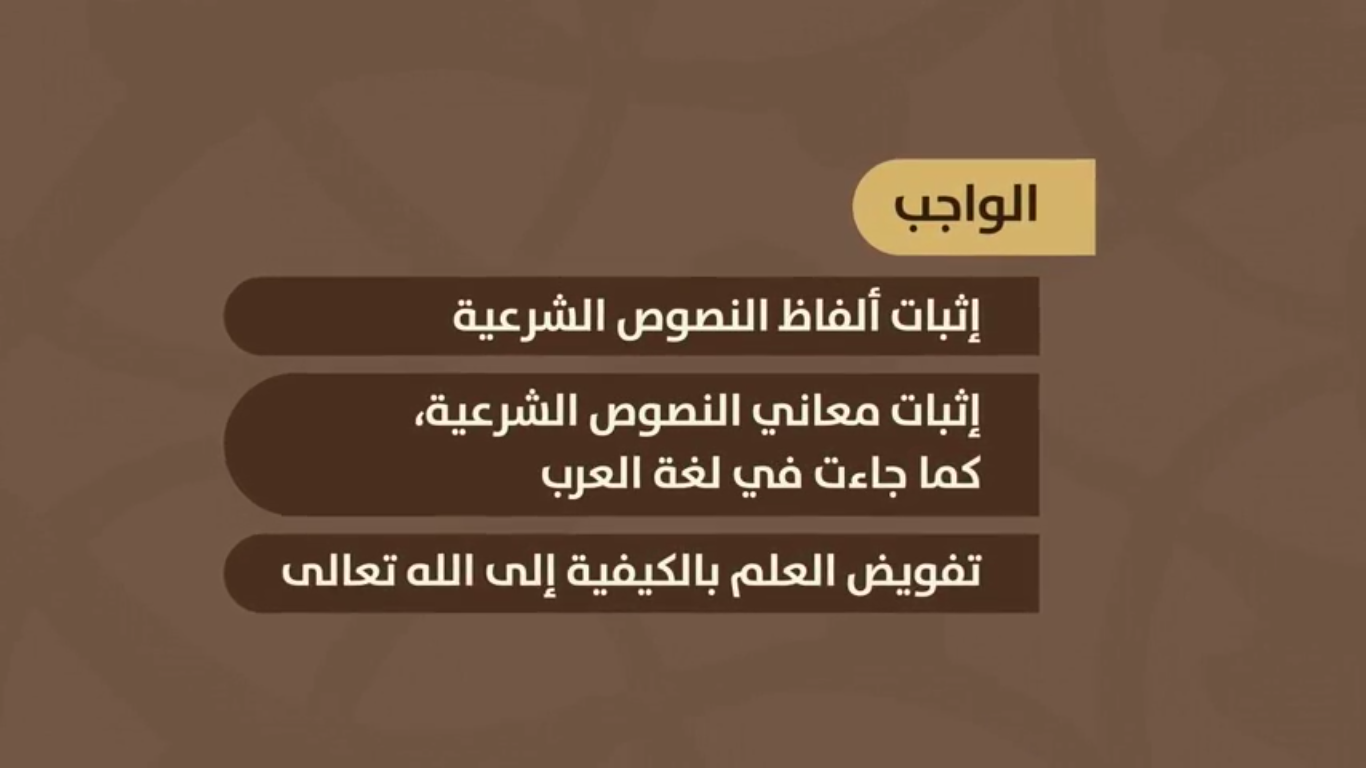 الواجب
إثبات ألفاظ النصوص الشرعية
إثبات معاني النصوص الشرعية،
كما جاءت في لغة العرب
تفويض العلم بالكيفية إلى الله تعالى